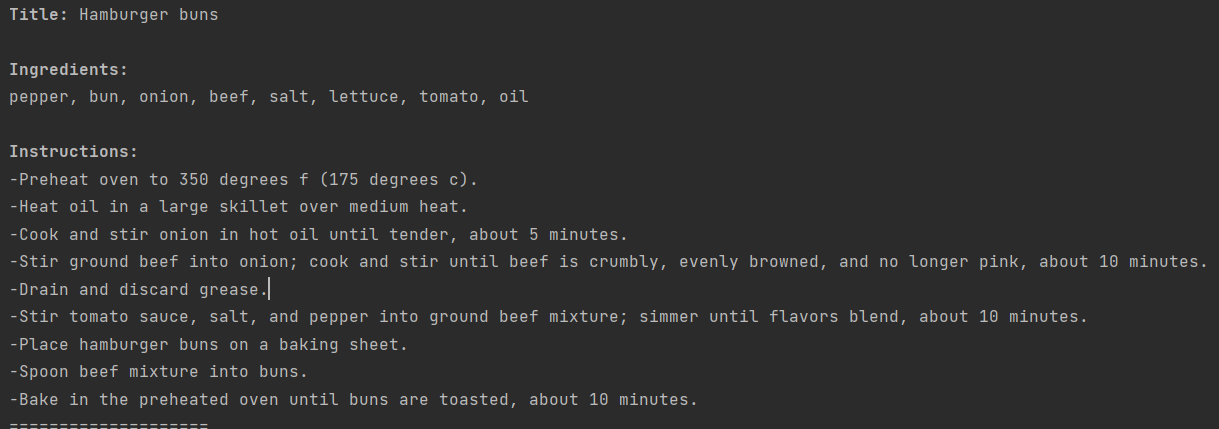 Title: Hamburger buns
Ingredients:
pepper, bun, onion, beef, salt, lettuce, tomato, oil
Instructions:
-Preheat oven to 350 degrees f (175 degrees c).
-Heat oil in a large skillet over medium heat.
-Cook and stir onion in hot oil until tender, about 5 minutes.
-Stir ground beef into onion; cook and stir until beef is crumbly, evenly browned, and no longer pink, about 10 minutes.
-Drain and discard grease.
-Stir tomato sauce, salt, and pepper into ground beef mixture; simmer until flavors blend, about 10 minutes.
-Place hamburger buns on a baking sheet.
-Spoon beef mixture into buns.
-Bake in the preheated oven until buns are toasted, about 10 minutes.
====================